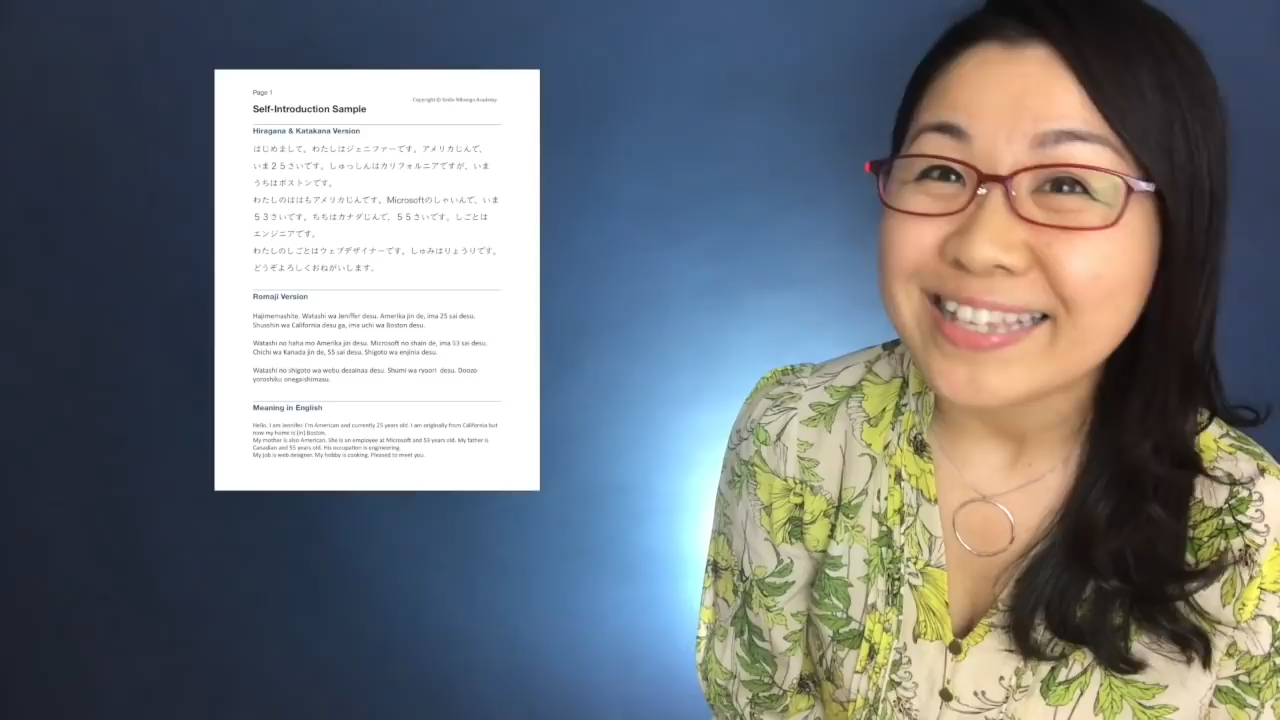 Page 1
Copyright © Smile Nihongo Academy
Self-Introduction Sample
Hiragana & Katakana Version
はじめまして。わたしはジェニファーです。アメリカじんで、
いま２５さいです。しゅっしんはカリフォルニアですが、いま
うちはボストンです。
わたしのははもアメリカじんです。Microsoftのしゃいんで、いま
５３さいです。ちちはカナダじんで、５５さいです。しごとは
エンジニアです。
わたしのしごとはウェブデザイナーです。しゅみはりょうりです。
どうぞよろしくおねがいします。
Romaji Version
Hajimemashite. Watashi wa Jeniffer desu. Amerika jin de, ima 25 sai desu.
Shusshin wa California desu ga, ima uchi wa Boston desu.
Watashi no haha mo Amerika jin desu. Microsoft no shain de, ima 53 sai desu.
Chichi wa Kanada jin de, 55 sai desu. Shigoto wa enjinia desu.
Watashi no shigoto wa webu dezainaa desu. Shumi wa ryoori desu. Doozo
yoroshiku onegaishimasu.
Meaning in English
Hello. I am Jennifer. I'm American and currently 25 years old. I am originally from California but
now my home is (in) Boston.
My mother is also American. She is an employee at Microsoft and 53 years old. My father is
Canadian and 55 years old. His occupation is engineering.
My job is web designer. My hobby is cooking. Pleased to meet you.